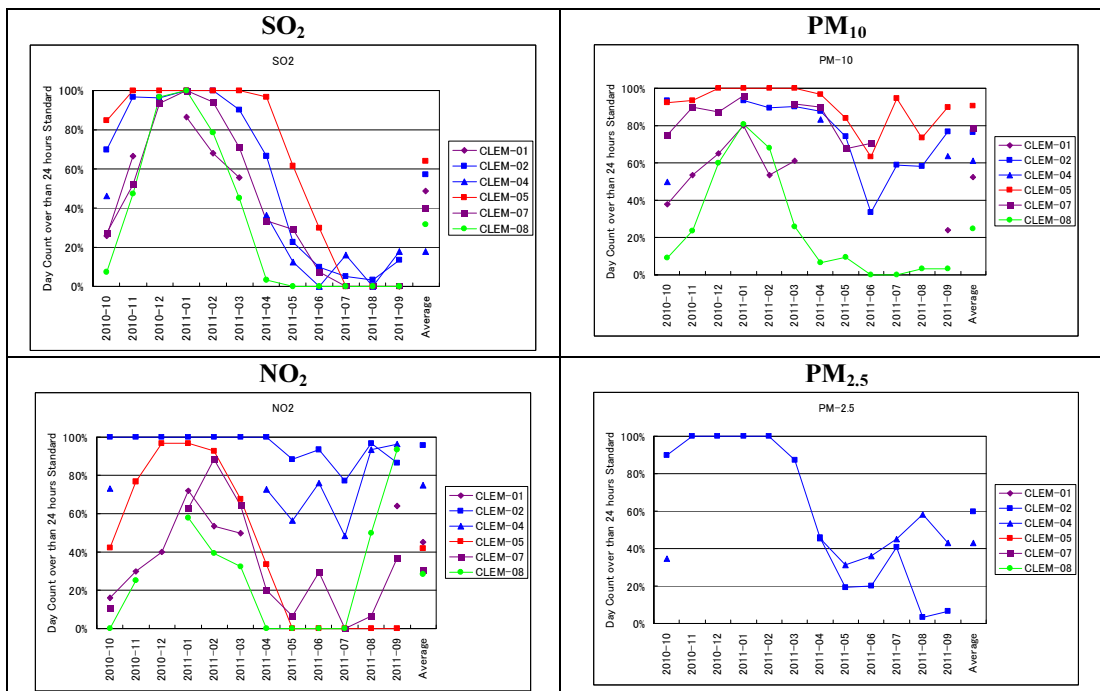 SO₂
SO2
Day Count over than 24 hours Standard
100%
80%
60%
40%
20%
0%
2010-10
2010-11
2010-12
2011-01
2011-02
2011-03
2011-04
2011-05
2011-06
2011-07
2011-08
2011-09
Average
CLEM-01
CLEM-02
CLEM-04
CLEM-05
CLEM-07
CLEM-08
PM₁₀
PM-10
Day Count over than 24 hours Standard
100%
80%
60%
40%
20%
0%
2010-10
2010-11
2010-12
2011-01
2011-02
2011-03
2011-04
2011-05
2011-06
2011-07
2011-08
2011-09
Average
CLEM-01
CLEM-02
CLEM-04
CLEM-05
CLEM-07
CLEM-08
NO₂
NO2
Day Count over than 24 hours Standard
100%
80%
60%
40%
20%
0%
2010-10
2010-11
2010-12
2011-01
2011-02
2011-03
2011-04
2011-05
2011-06
2011-07
2011-08
2011-09
Average
CLEM-01
CLEM-02
CLEM-04
CLEM-05
CLEM-07
CLEM-08
PM₂.₅
PM-2.5
Day Count over than 24 hours Standard
100%
80%
60%
40%
20%
0%
2010-10
2010-11
2010-12
2011-01
2011-02
2011-03
2011-04
2011-05
2011-06
2011-07
2011-08
2011-09
Average
CLEM-01
CLEM-02
CLEM-04
CLEM-05
CLEM-07
CLEM-08